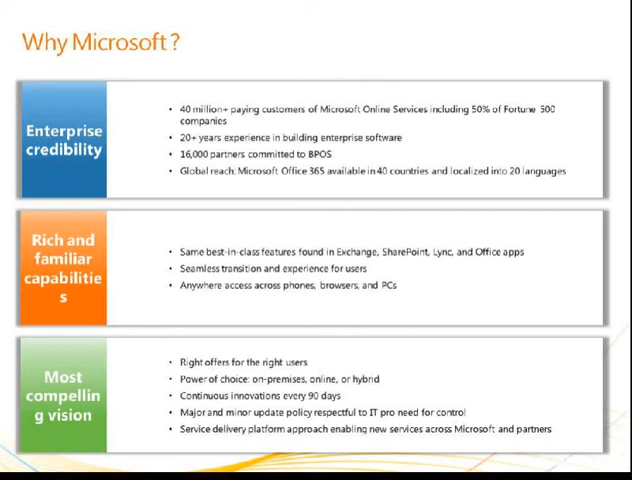 Why Microsoft?
Enterprise
credibility
• 40 million+ paying customers of Microsoft Online Services including 50% of Fortune 500
companies
• 20+ years experience in building enterprise software
• 16,000 partners committed to BPOS
• Global reach: Microsoft Office 365 available in 40 countries and localized into 20 languages
Rich and
familiar
capabilitie
s
• Same best-in-class features found in Exchange, SharePoint, Lync, and Office apps
• Seamless transition and experience for users
• Anywhere access across phones, browsers, and PCs
Most
compellin
g vision
• Right offers for the right users
• Power of choice: on-premises, online, or hybrid
• Continuous innovations every 90 days
• Major and minor update policy respectful to IT pro need for control
• Service delivery platform approach enabling new services across Microsoft and partners